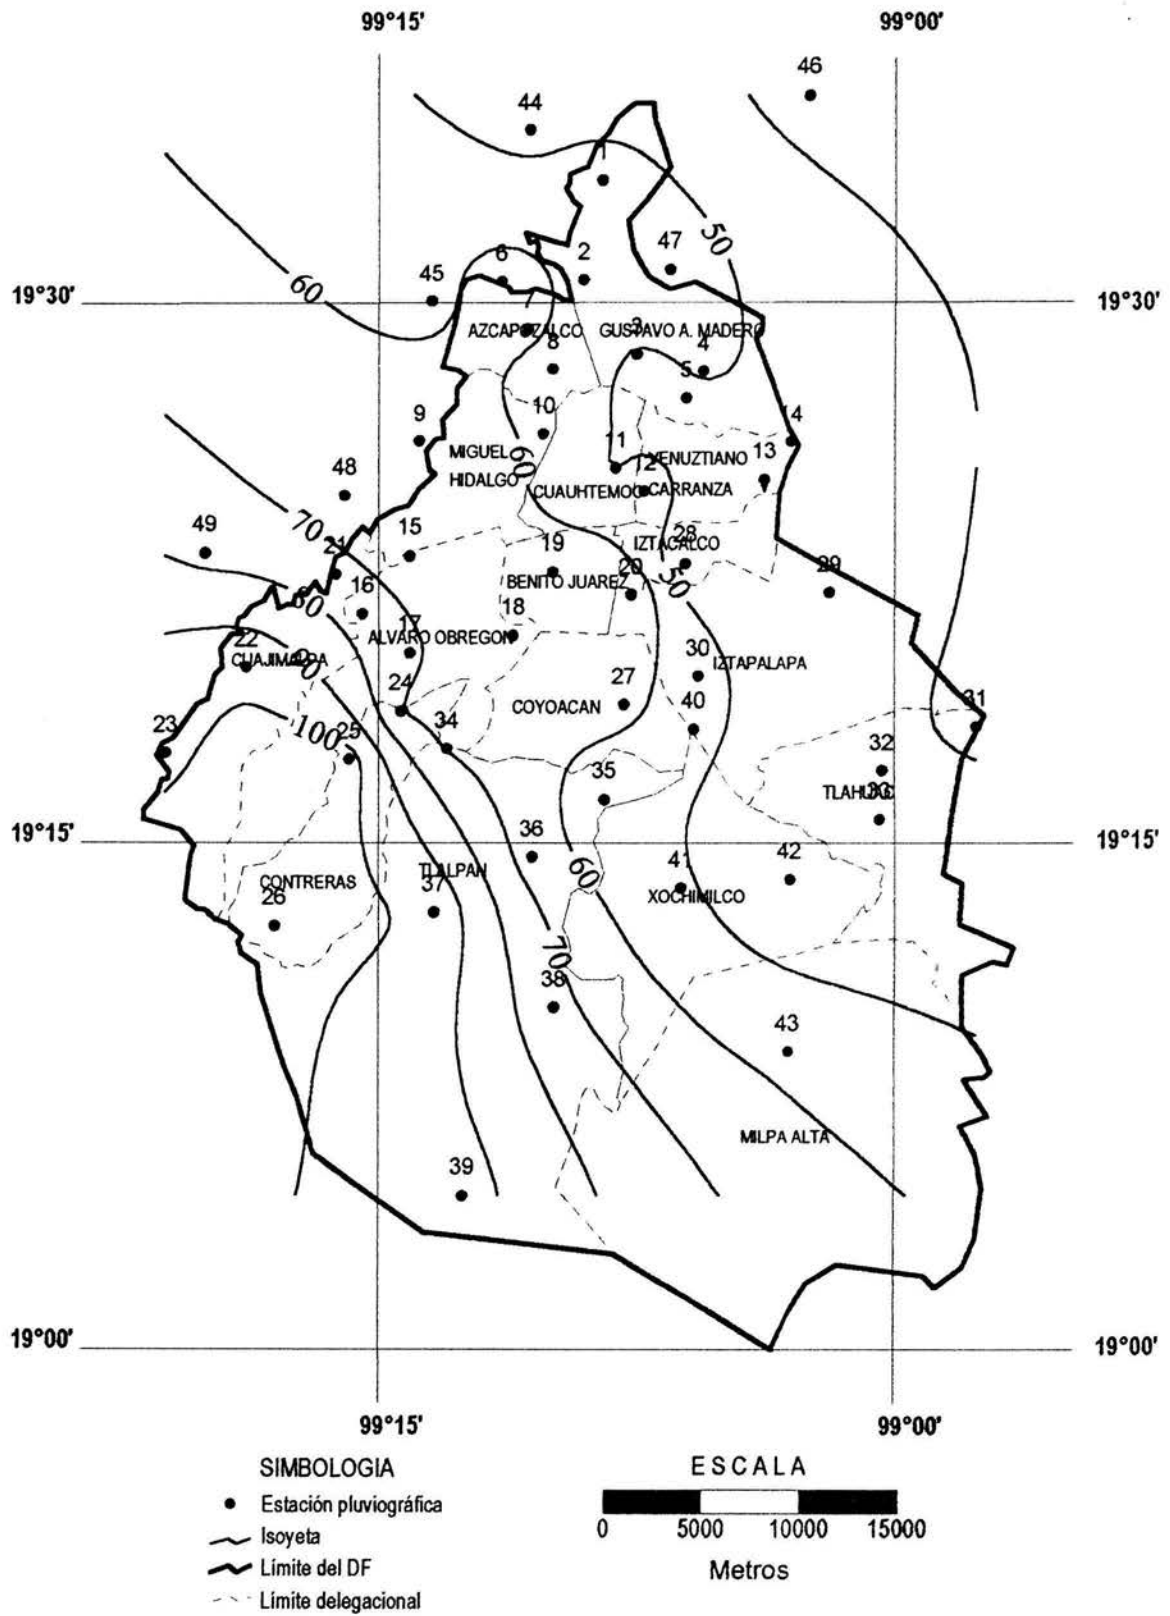 99°15' 99°00'
46
44
1
50
47
6 2
45
60
19°30' 19°30'
7
AZCAPOZALCO GUSTAVO A. MADERO
3
8 4
5
9 10 11 14
MIGUEL VENUZTIANO 13
60
HIDALGO 12
CUAUHTEMOC CARRANZA
48
70
49 15 19 28
21 IZTACALCO
16 BENITO JUAREZ 20 50 29
17 18
ALVARO OBREGON
22
CUAJIMALPA 30 IZTAPALAPA
24 27
COYOACAN 40 31
23 100 25 34 32
35 TLAHUAC
33
19°15' 19°15'
36 60 41 42
TLALPAN
CONTRERAS 37 XOCHIMILCO
26
70
38
43
MILPA ALTA
39
19°00' 19°00'
99°15' 99°00'
SIMBOLOGIA
Estación pluviográfica
Isoyeta
Límite del DF
Límite delegacional
ESCALA
0 5000 10000 15000
Metros